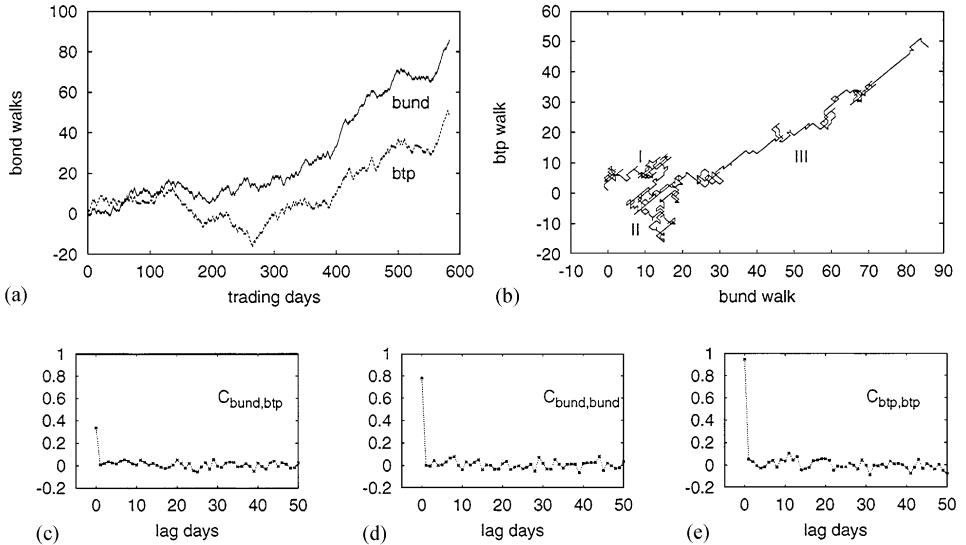 100
80
60
40
20
0
-20
bond walks
bund
btp
0 100 200 300 400 500 600
trading days
(a)
60
50
40
30
20
10
0
-10
-20
btp walk
I
II
III
-10 0 10 20 30 40 50 60 70 80 90
bund walk
(b)
1
0.8
0.6
0.4
0.2
0
-0.2
C bund,btp
0 10 20 30 40 50
lag days
(c)
1
0.8
0.6
0.4
0.2
0
-0.2
C bund,bund
0 10 20 30 40 50
lag days
(d)
1
0.8
0.6
0.4
0.2
0
-0.2
C btp,btp
0 10 20 30 40 50
lag days
(e)